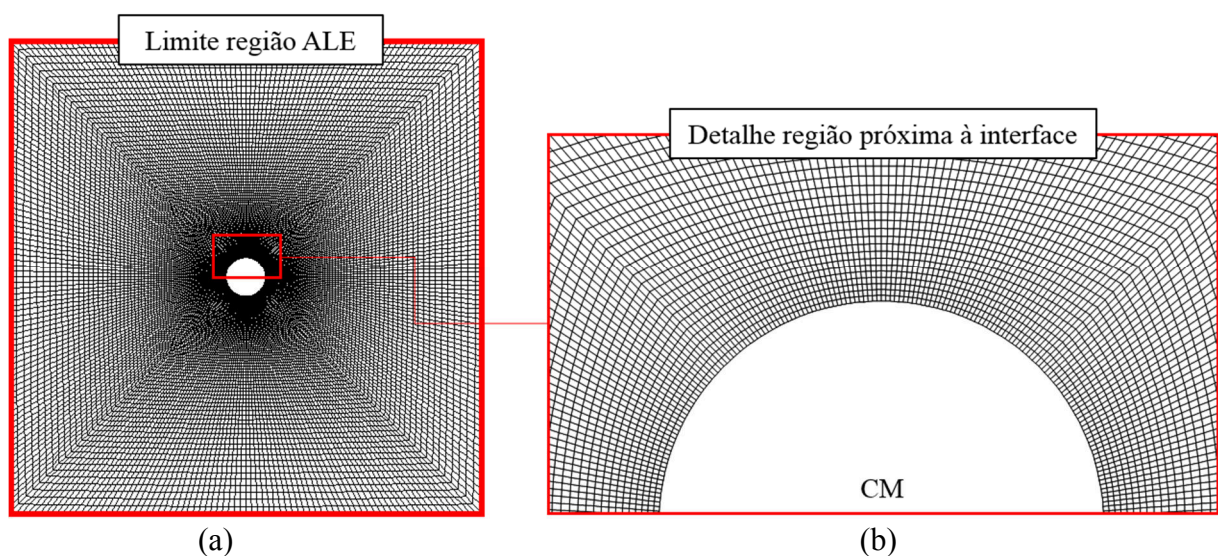 Limite região ALE
Detalhe região próxima à interface
CM
(a)
(b)